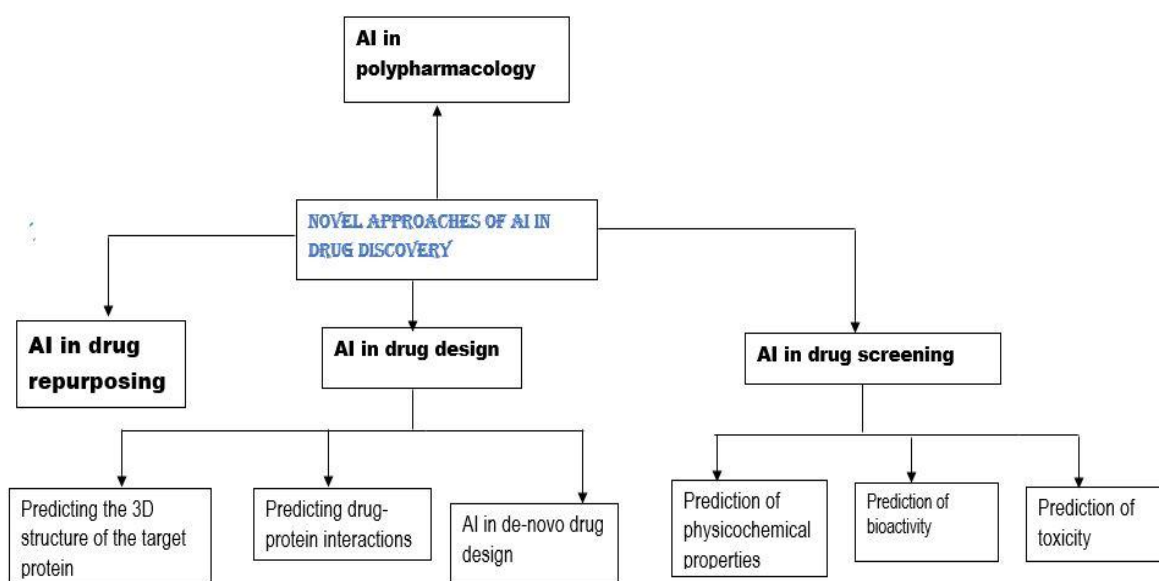 AI in
polypharmacology
NOVEL APPROACHES OF AI IN
DRUG DISCOVERY
AI in drug
repurposing
AI in drug design
AI in drug screening
Predicting the 3D
structure of the target
protein
Predicting drug-
protein interactions
AI in de-novo drug
design
Prediction of
physicochemical
properties
Prediction of
bioactivity
Prediction of
toxicity